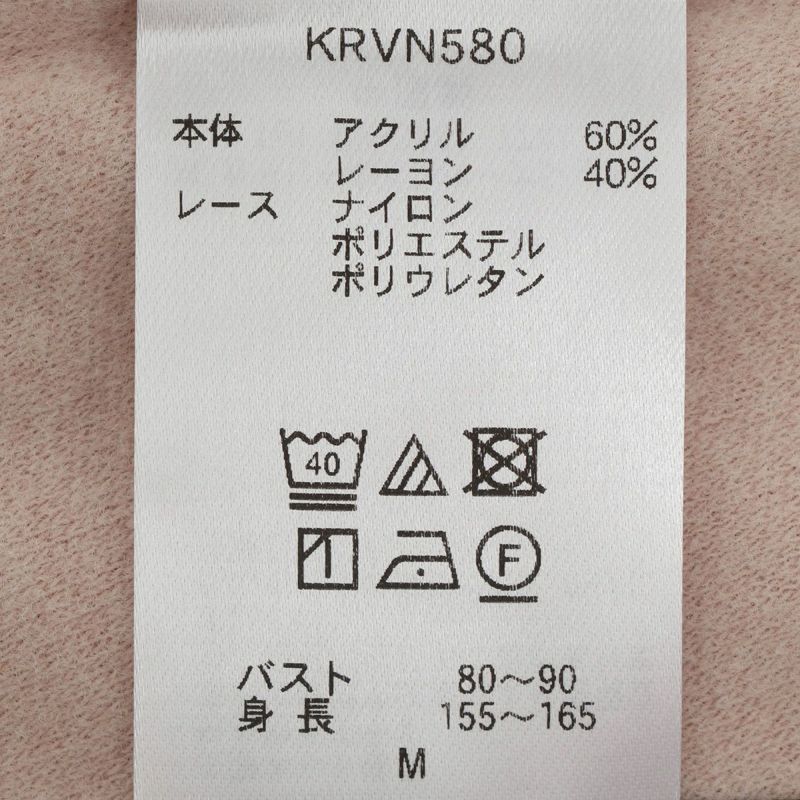 KRVN580
本体 アクリル 60%
レーヨン 40%
レース ナイロン
ポリエステル
ポリウレタン
40
F
バスト 80～90
身長 155～165
M